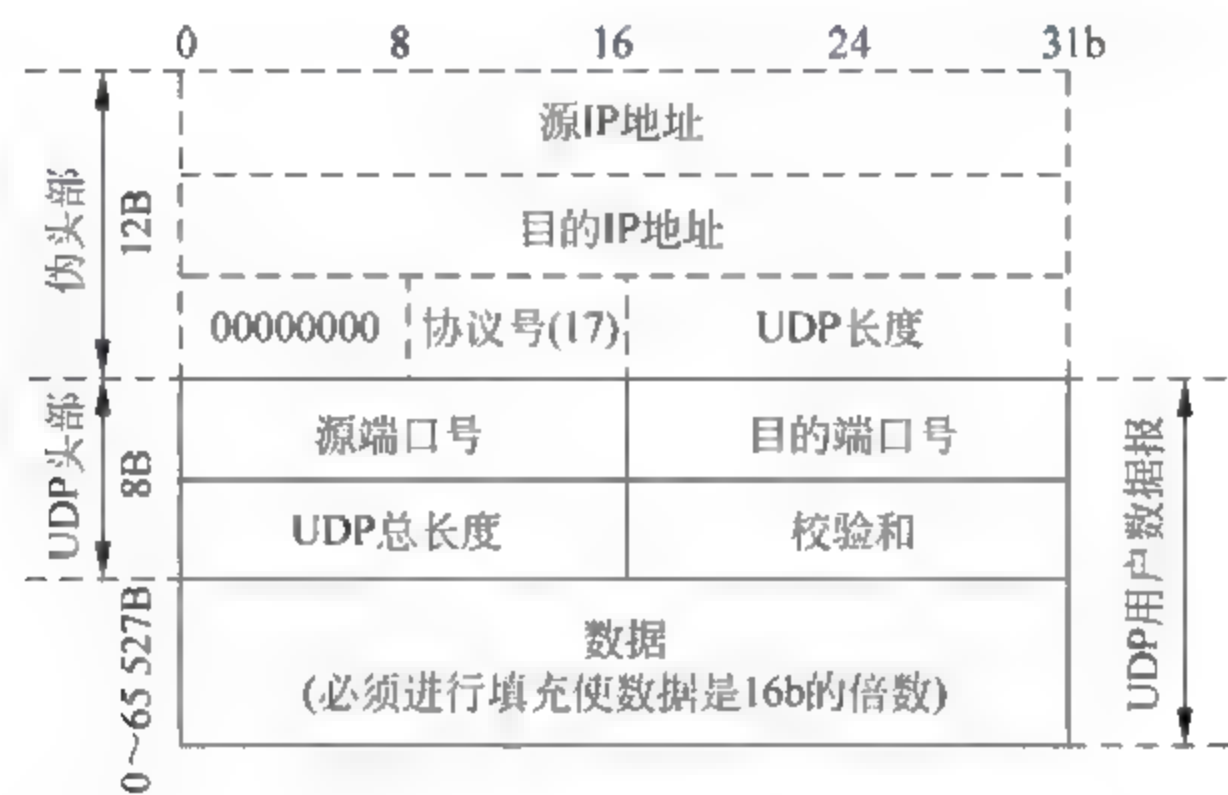 0 8 16 24 31b
伪头部
12B
源IP地址
目的IP地址
00000000 协议号(17) UDP长度
UDP头部
8B
源端口号 目的端口号
UDP总长度 校验和
0～65 527B
数据
(必须进行填充使数据是16b的倍数)
UDP用户数据报